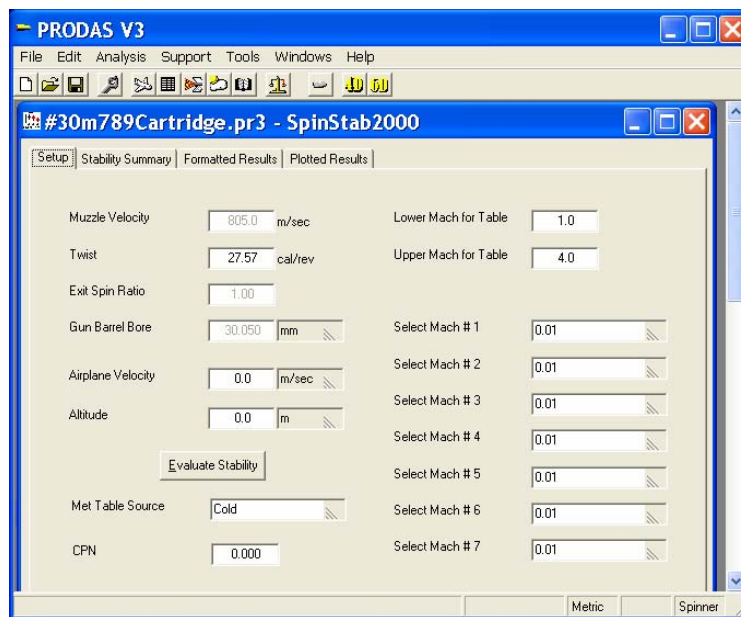 PRODAS V3
File Edit Analysis Support Tools Windows Help
#30m789Cartridge.pr3 - SpinStab2000
Setup Stability Summary Formatted Results Plotted Results
Muzzle Velocity 805.0 m/sec Lower Mach for Table 1.0
Twist 27.57 cal/rev Upper Mach for Table 4.0
Exit Spin Ratio 1.00
Gun Barrel Bore 30.050 mm Select Mach # 1 0.01
Select Mach # 2 0.01
Airplane Velocity 0.0 m/sec
Select Mach # 3 0.01
Altitude 0.0 m
Select Mach # 4 0.01
Evaluate Stability
Select Mach # 5 0.01
Met Table Source Cold Select Mach # 6 0.01
CPN 0.000 Select Mach # 7 0.01
Metric Spinner